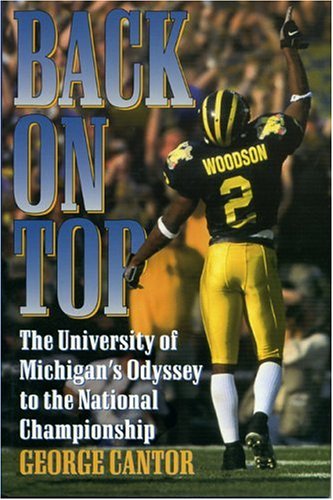 BACK
ON
TOP
WOODSON
2
The University of
Michigan's Odyssey
to the National
Championship
GEORGE CANTOR